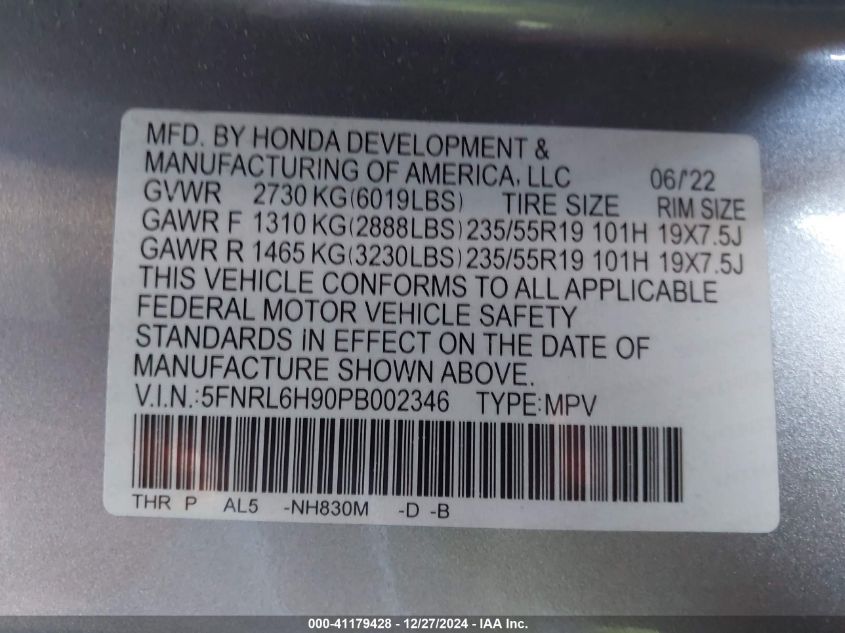 MFD. BY HONDA DEVELOPMENT &
MANUFACTURING OF AMERICA, LLC 06/'22
GVWR 2730 KG(6019LBS) TIRE SIZE RIM SIZE
GAWR F 1310 KG(2888LBS) 235/55R19 101H 19X7.5J
GAWR R 1465 KG(3230LBS) 235/55R19 101H 19X7.5J
THIS VEHICLE CONFORMS TO ALL APPLICABLE
FEDERAL MOTOR VEHICLE SAFETY
STANDARDS IN EFFECT ON THE DATE OF
MANUFACTURE SHOWN ABOVE.
V.I.N.:5FNRL6H90PB002346 TYPE:MPV
THR P AL5 -NH830M -D -B
000-41179428 - 12/27/2024 - IAA Inc.